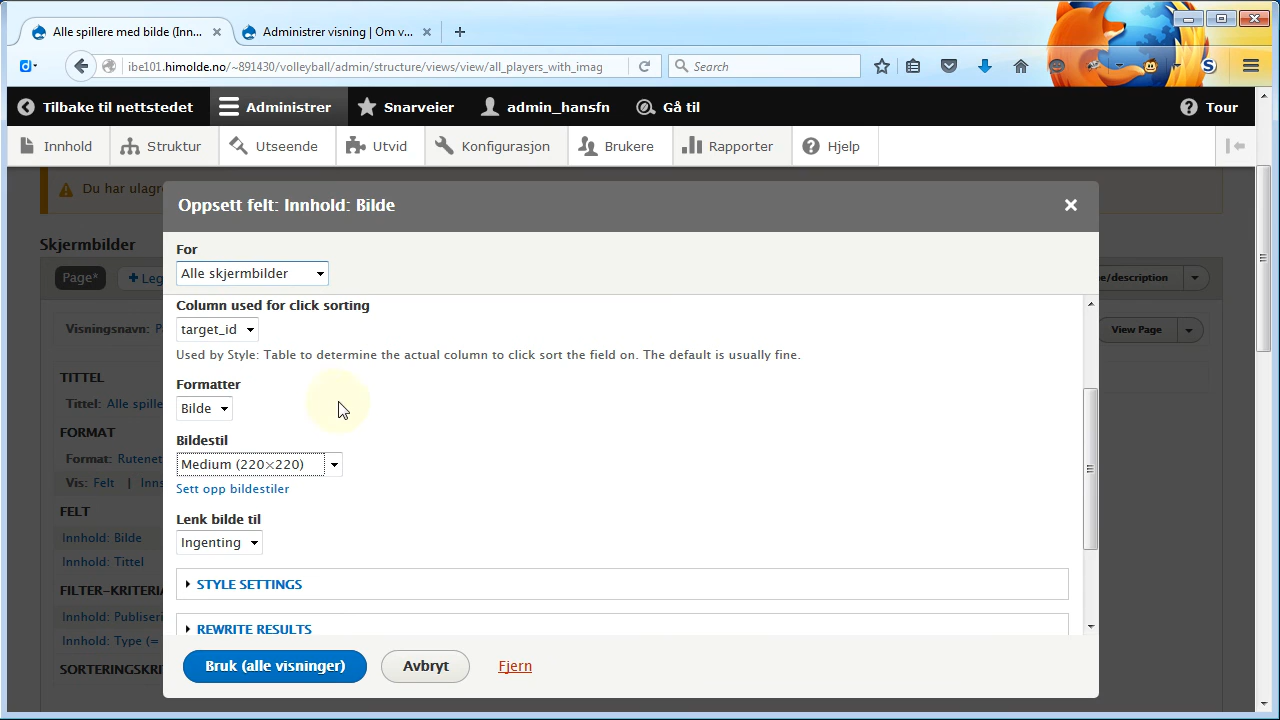 Alle spillere med bilde (Inn...
Administrer visning | Om v...
ibe101.himolde.no/~891430/volleyball/admin/structure/views/view/all_players_with_imag
Search
Tilbake til nettstedet
Administrer
Snarveier
admin_hansfn
Gå til
Tour
Innhold
Struktur
Utseende
Utvid
Konfigurasjon
Brukere
Rapporter
Hjelp
Du har ulagre
Oppsett felt: Innhold: Bilde
Skjermbilder
For
Alle skjermbilder
Page*
Leg
e/description
Visningsnavn: P
View Page
Column used for click sorting
target_id
Used by Style: Table to determine the actual column to click sort the field on. The default is usually fine.
TITTEL
Tittel: Alle spille
Formatter
Bilde
FORMAT
Format: Rutenet
Vis: Felt | Inns
Bildestil
Medium (220×220)
Sett opp bildestiler
FELT
Innhold: Bilde
Innhold: Tittel
Lenk bilde til
Ingenting
FILTER-KRITERIA
Innhold: Publiseri
Innhold: Type (=
SORTERINGSKRI
STYLE SETTINGS
REWRITE RESULTS
Bruk (alle visninger)
Avbryt
Fjern